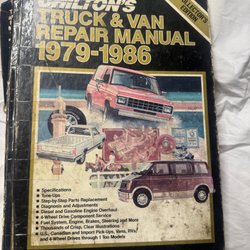 CHILTON'S
TRUCK & VAN
REPAIR MANUAL
1979-1986
COLLECTOR'S
EDITION
• Specifications
• Tune-Ups
• Step-by-Step Parts Replacement
• Diagnosis and Adjustments
• Diesel and Gasoline Engine Overhaul
• 4-Wheel Drive Component Service
• Fuel System, Engine, Brakes, Steering and More
• Thousands of Crisp, Clear Illustrations
• U.S., Canadian and Import Pick-Ups, Vans, RVs
and 4-Wheel Drives through 1 Ton Models